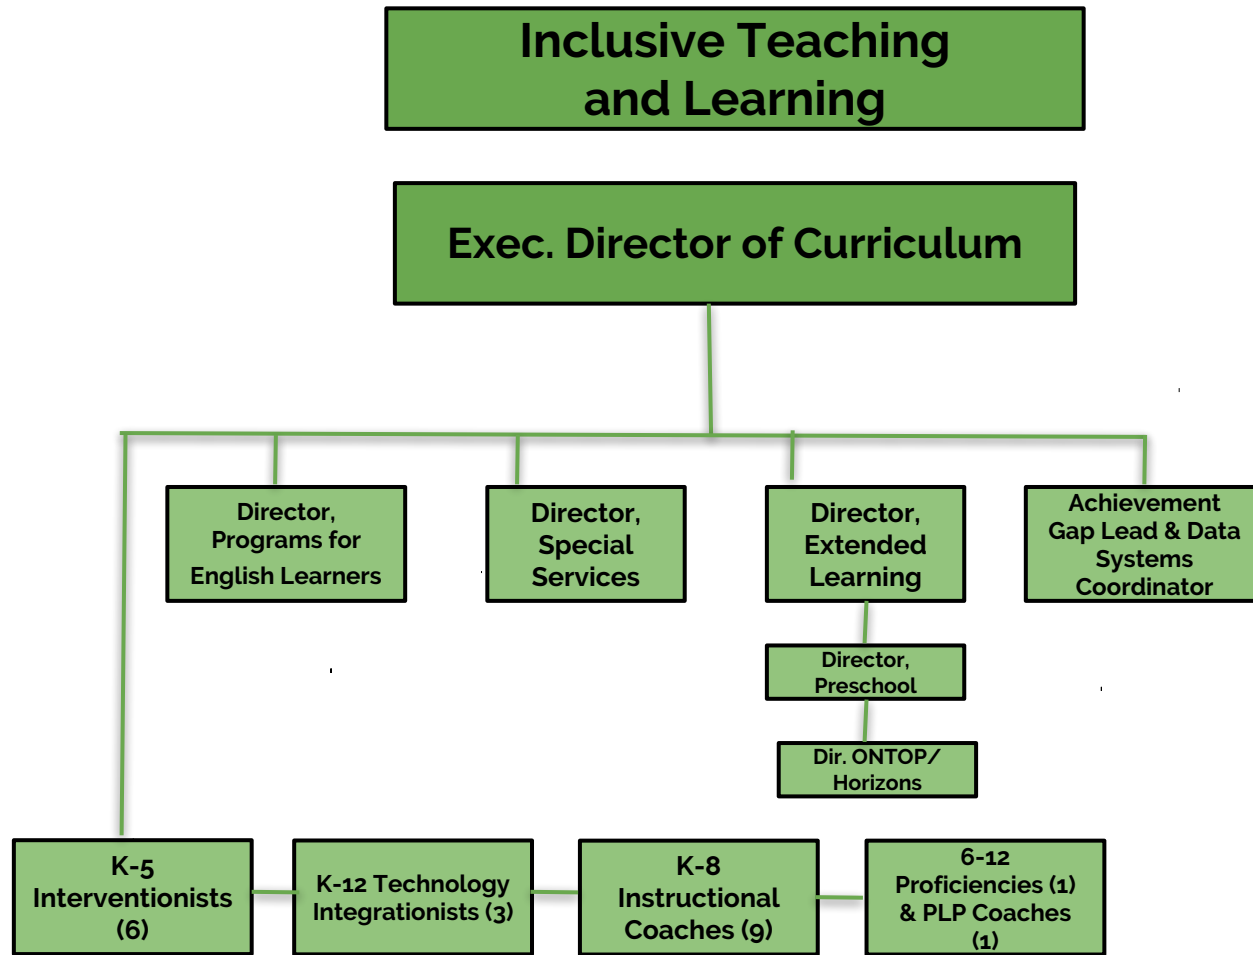 Inclusive Teaching
and Learning
Exec. Director of Curriculum
Director,
Programs for
English Learners
Director,
Special
Services
Director,
Extended
Learning
Achievement
Gap Lead & Data
Systems
Coordinator
Director,
Preschool
Dir. ONTOP/
Horizons
K-5
Interventionists
(6)
K-12 Technology
Integrationists (3)
K-8
Instructional
Coaches (9)
6-12
Proficiencies (1)
& PLP Coaches
(1)